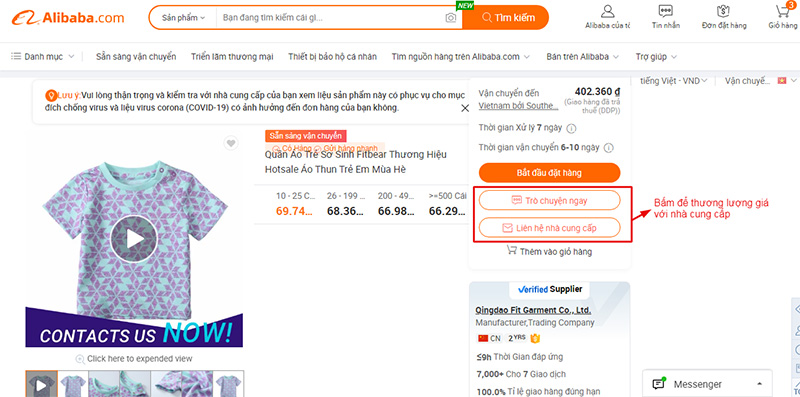 Alibaba.com
Sản phẩm
Bạn đang tìm kiếm cái gì...
NEW
Tìm kiếm
Alibaba của tô
Tin nhắn
Đơn đặt hàng
3
Giỏ hàng
Danh mục
Sẵn sàng vận chuyển
Triển lãm thương mại
Thiết bị bảo hộ cá nhân
Tìm nguồn hàng trên Alibaba.com
Bán trên Alibaba
Trợ giúp
tiếng Việt - VND
Vận chuyể...
Lưu ý:Vui lòng thận trọng và kiểm tra với nhà cung cấp của bạn xem liệu sản phẩm này có phục vụ cho mục
đích chống virus và liệu virus corona (COVID-19) có ảnh hưởng đến đơn hàng của bạn không.
Sẵn sàng vận chuyển
Có Hàng
Gửi hàng nhanh
Quần Áo Trẻ Sơ Sinh Fitbear Thương Hiệu
Hotsale Áo Thun Trẻ Em Mùa Hè
10 - 25 C...
26 - 199 ...
200 - 49...
>=500 Cái
69.74...
68.36...
66.98...
66.29...
CONTACTS US NOW!
Click here to expended view
Vận chuyển đến
402.360 ₫
Vietnam bởi Southe...
(Giao hàng đã trả
thuế (DDP))
Thời gian Xử lý 7 ngày
Thời gian vận chuyển 6-10 ngày
Bắt đầu đặt hàng
Trò chuyện ngay
Liên hệ nhà cung cấp
Thêm vào giỏ hàng
Bấm để thương lượng giá
với nhà cung cấp
Verified Supplier
Qingdao Fit Garment Co., Ltd.
Manufacturer,Trading Company
CN
2 YRS
≤9h Thời gian đáp ứng
7,000+ Cho 7 Giao dịch
100.0% Tỉ lệ giao hàng đúng hạn
Messenger